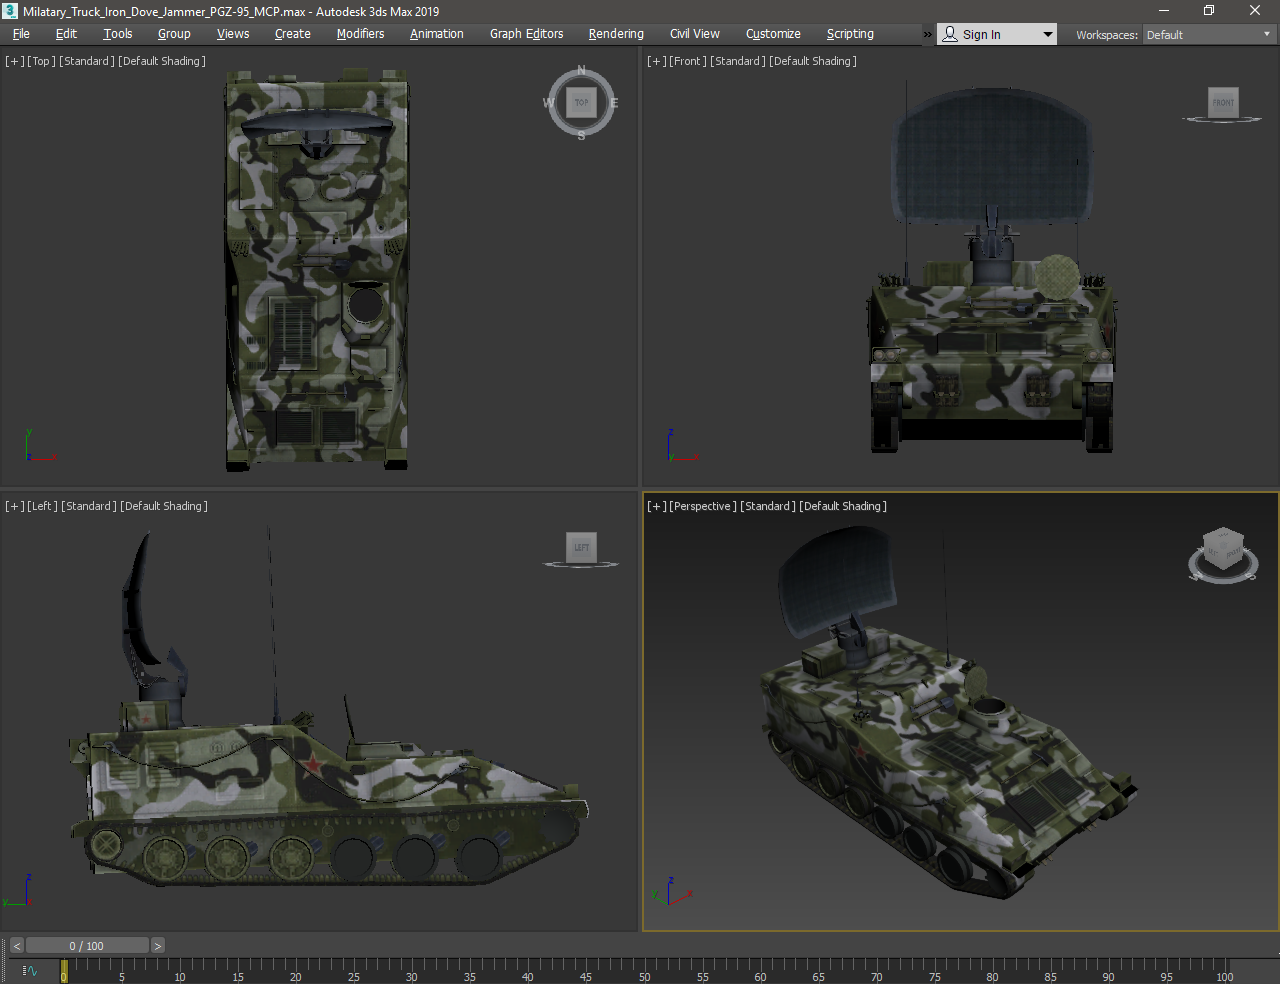 Milatary_Truck_Iron_Dove_Jammer_PGZ-95_MCP.max - Autodesk 3ds Max 2019
File Edit Tools Group Views Create Modifiers Animation Graph Editors Rendering Civil View Customize Scripting » Sign In Workspaces: Default
[+] [Top ] [Standard ] [Default Shading ]
[+] [Front ] [Standard ] [Default Shading ]
N
W TOP E
S
FRONT
y
z
x
z
y
x
[+] [Left ] [Standard ] [Default Shading ]
[+] [Perspective ] [Standard ] [Default Shading ]
LEFT
S
z
y
z
y
x
< 0 / 100 >
0 5 10 15 20 25 30 35 40 45 50 55 60 65 70 75 80 85 90 95 100